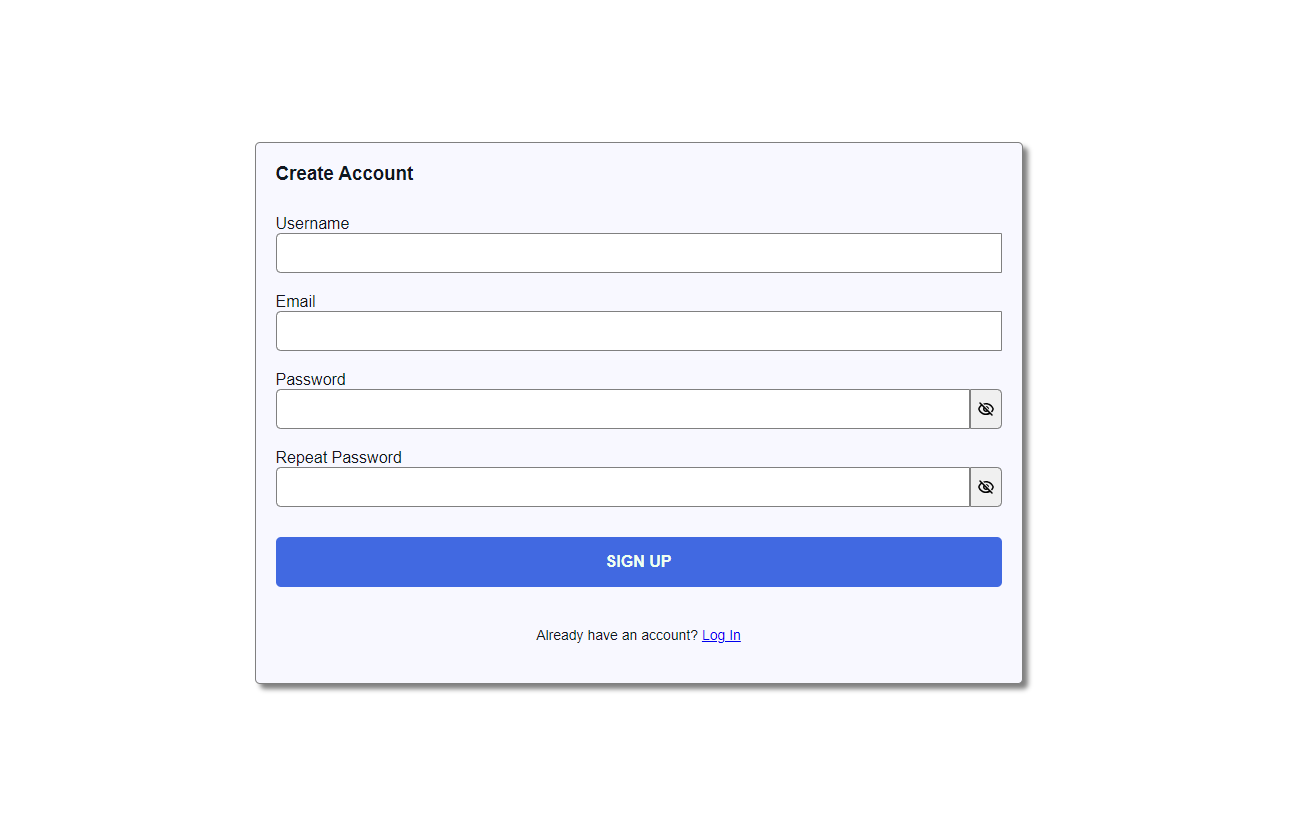 Create Account
Username
Email
Password
Repeat Password
SIGN UP
Already have an account? Log In